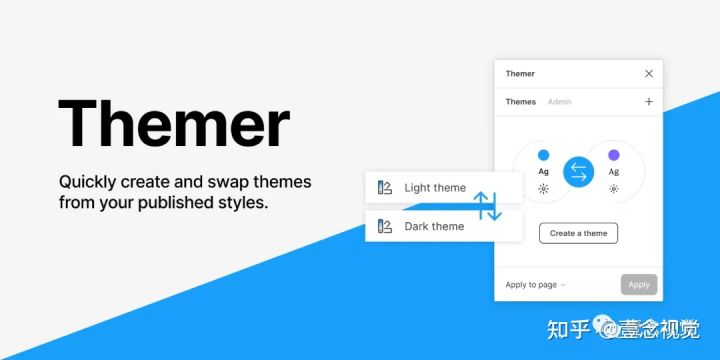 Themer
Quickly create and swap themes
from your published styles.
Light theme
Dark theme
Themer
Themes Admin
Ag Ag
Create a theme
Apply to page
Apply
知乎 @壹念视觉